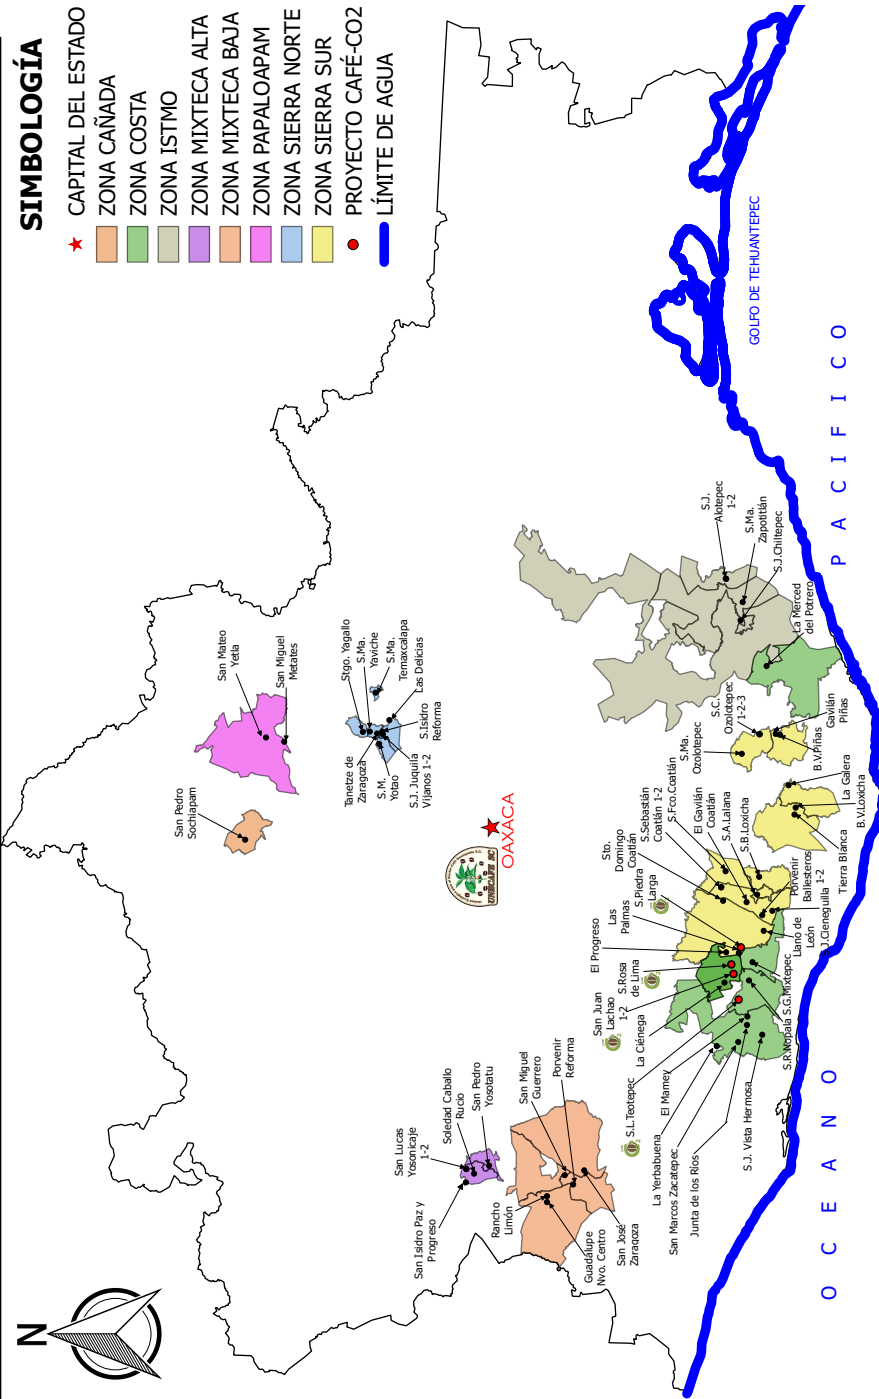 N
SIMBOLOGÍA
CAPITAL DEL ESTADO
ZONA CAÑADA
ZONA COSTA
ZONA ISTMO
ZONA MIXTECA ALTA
ZONA MIXTECA BAJA
ZONA PAPALOAPAM
ZONA SIERRA NORTE
ZONA SIERRA SUR
PROYECTO CAFÉ-CO2
LÍMITE DE AGUA
San Pedro
Sochiapam
San Mateo
Yetla
San Miguel
Metates
Tanetze de
Zaragoza
S.M.
Yotao
S.J. Juquila
Vijanos 1-2
Stgo. Yagallo
S.Ma.
Yaviche
S.Ma.
Temaxcalapa
Las Delicias
S.Isidro
Reforma
UNECAFE SC
OAXACA
San Isidro Paz y
Progreso
San Lucas
Yosonicaje
1-2
Soledad Caballo
Rucio
San Pedro
Yosotatu
Rancho
Limón
San Miguel
Guerrero
Porvenir
Reforma
Guadalupe
Nvo. Centro
San José
Zaragoza
S.L.Teotepec
La Yerbabuena
El Mamey
San Marcos Zacatepec
Junta de los Ríos
S.J. Vista Hermosa
San Juan
Lachao
1-2
La Ciénega
S.Rosa
de Lima
El Progreso
Las
Palmas
S.Piedra
Larga
Sto.
Domingo
Coatlán
S.Sebastián
Coatlán 1-2
S.Fco.Coatlán
El Gavilán
Coatlán
S.A.Lalana
S.B.Loxicha
S.R.Nopala
S.G.Mixtepec
Llano de
León
S.J.Cieneguilla
Porvenir
Ballesteros
1-2
Tierra Blanca
B.V.Loxicha
La Galera
S.Ma.
Ozolotepec
S.C.
Ozolotepec
1-2-3
B.V.Piñas
Gavilán
Piñas
La Merced
del Potrero
S.J.
Alotepec
1-2
S.Ma.
Zapotitlán
S.J.Chiltepec
GOLFO DE TEHUANTEPEC
OCEANO PACIFICO